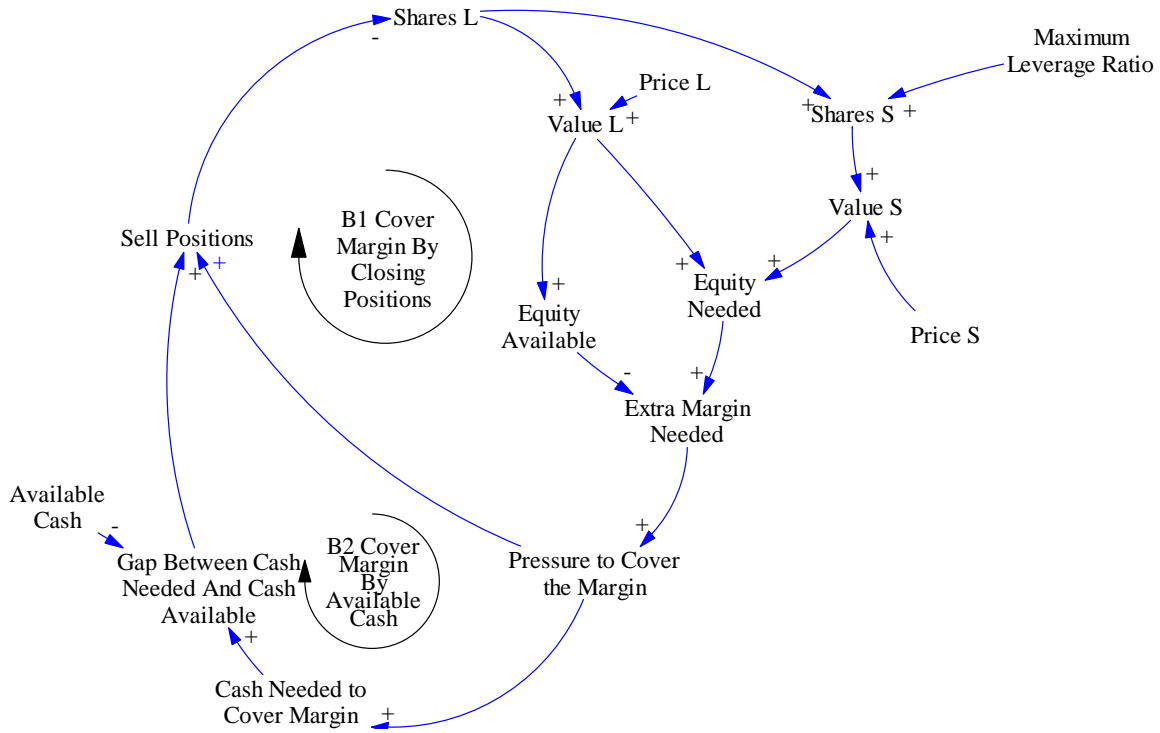 Shares L
-
Maximum
Leverage Ratio
Price L
+
+
Value L
+
+
Shares S
+
+
Value S
+
B1 Cover
Margin By
Closing
Positions
Sell Positions
+
+
+
+
Equity
Needed
+
Equity
Available
Price S
-
+
Extra Margin
Needed
Available
Cash
-
+
B2 Cover
Margin
By
Available
Cash
Gap Between Cash
Needed And Cash
Available
+
Pressure to Cover
the Margin
Cash Needed to
Cover Margin
+